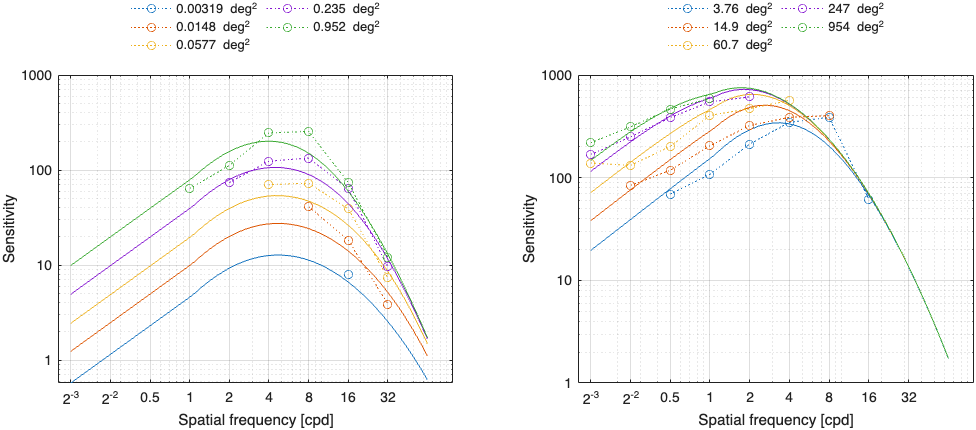 0.00319 deg² 0.235 deg²
0.0148 deg² 0.952 deg²
0.0577 deg²
1000
100
10
1
Sensitivity
2⁻³ 2⁻² 0.5 1 2 4 8 16 32
Spatial frequency [cpd]
3.76 deg² 247 deg²
14.9 deg² 954 deg²
60.7 deg²
1000
100
10
1
Sensitivity
2⁻³ 2⁻² 0.5 1 2 4 8 16 32
Spatial frequency [cpd]